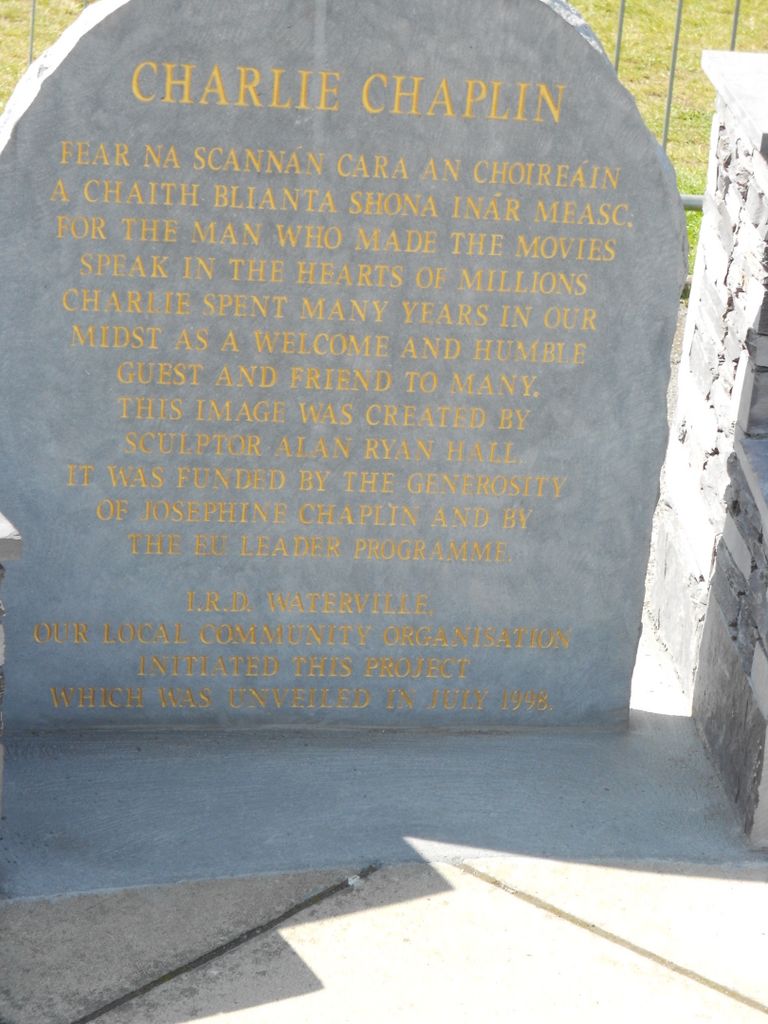 CHARLIE CHAPLIN
FEAR NA SCANNÁN CARA AN CHOIREÁIN
A CHAITH BLIANTA SHONA INÁR MEASC.
FOR THE MAN WHO MADE THE MOVIES
SPEAK IN THE HEARTS OF MILLIONS
CHARLIE SPENT MANY YEARS IN OUR
MIDST AS A WELCOME AND HUMBLE
GUEST AND FRIEND TO MANY.
THIS IMAGE WAS CREATED BY
SCULPTOR ALAN RYAN HALL.
IT WAS FUNDED BY THE GENEROSITY
OF JOSEPHINE CHAPLIN AND BY
THE EU LEADER PROGRAMME.
I.R.D. WATERVILLE,
OUR LOCAL COMMUNITY ORGANISATION
INITIATED THIS PROJECT
WHICH WAS UNVEILED IN JULY 1998.